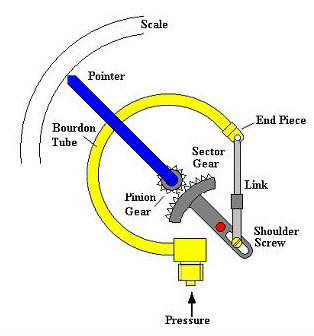 Scale
Pointer
End Piece
Bourdon
Tube
Sector
Gear
Link
Pinion
Gear
Shoulder
Screw
Pressure